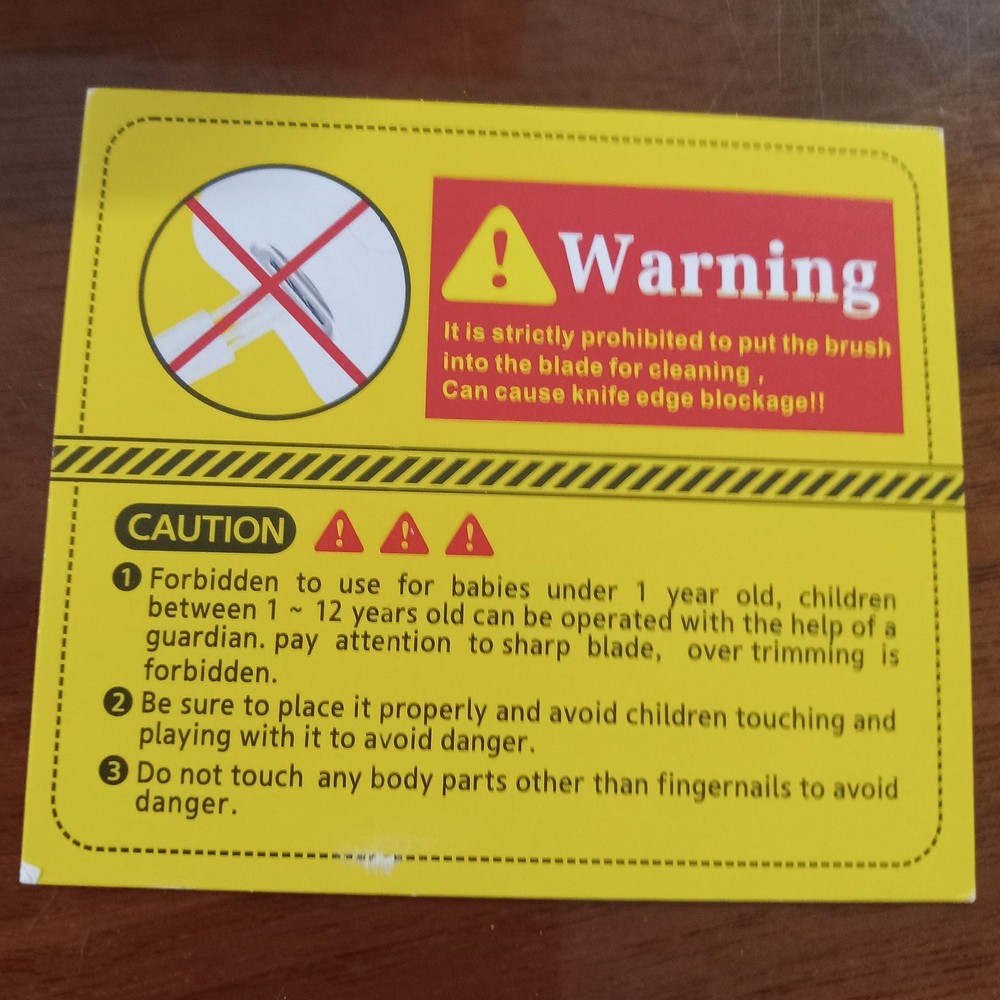 Warning
It is strictly prohibited to put the brush
into the blade for cleaning ,
Can cause knife edge blockage!!
CAUTION
1 Forbidden to use for babies under 1 year old, children
between 1 ~ 12 years old can be operated with the help of a
guardian. pay attention to sharp blade, over trimming is
forbidden.
2 Be sure to place it properly and avoid children touching and
playing with it to avoid danger.
3 Do not touch any body parts other than fingernails to avoid
danger.